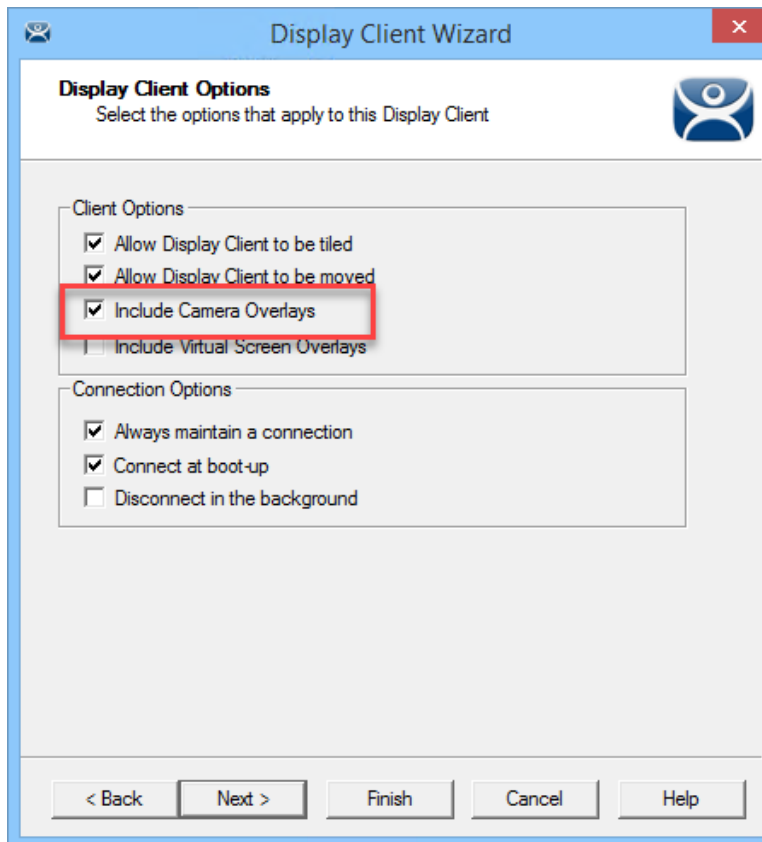 Display Client Wizard
Display Client Options
Select the options that apply to this Display Client
Client Options
Allow Display Client to be tiled
Allow Display Client to be moved
Include Camera Overlays
Include Virtual Screen Overlays
Connection Options
Always maintain a connection
Connect at boot-up
Disconnect in the background
< Back Next > Finish Cancel Help